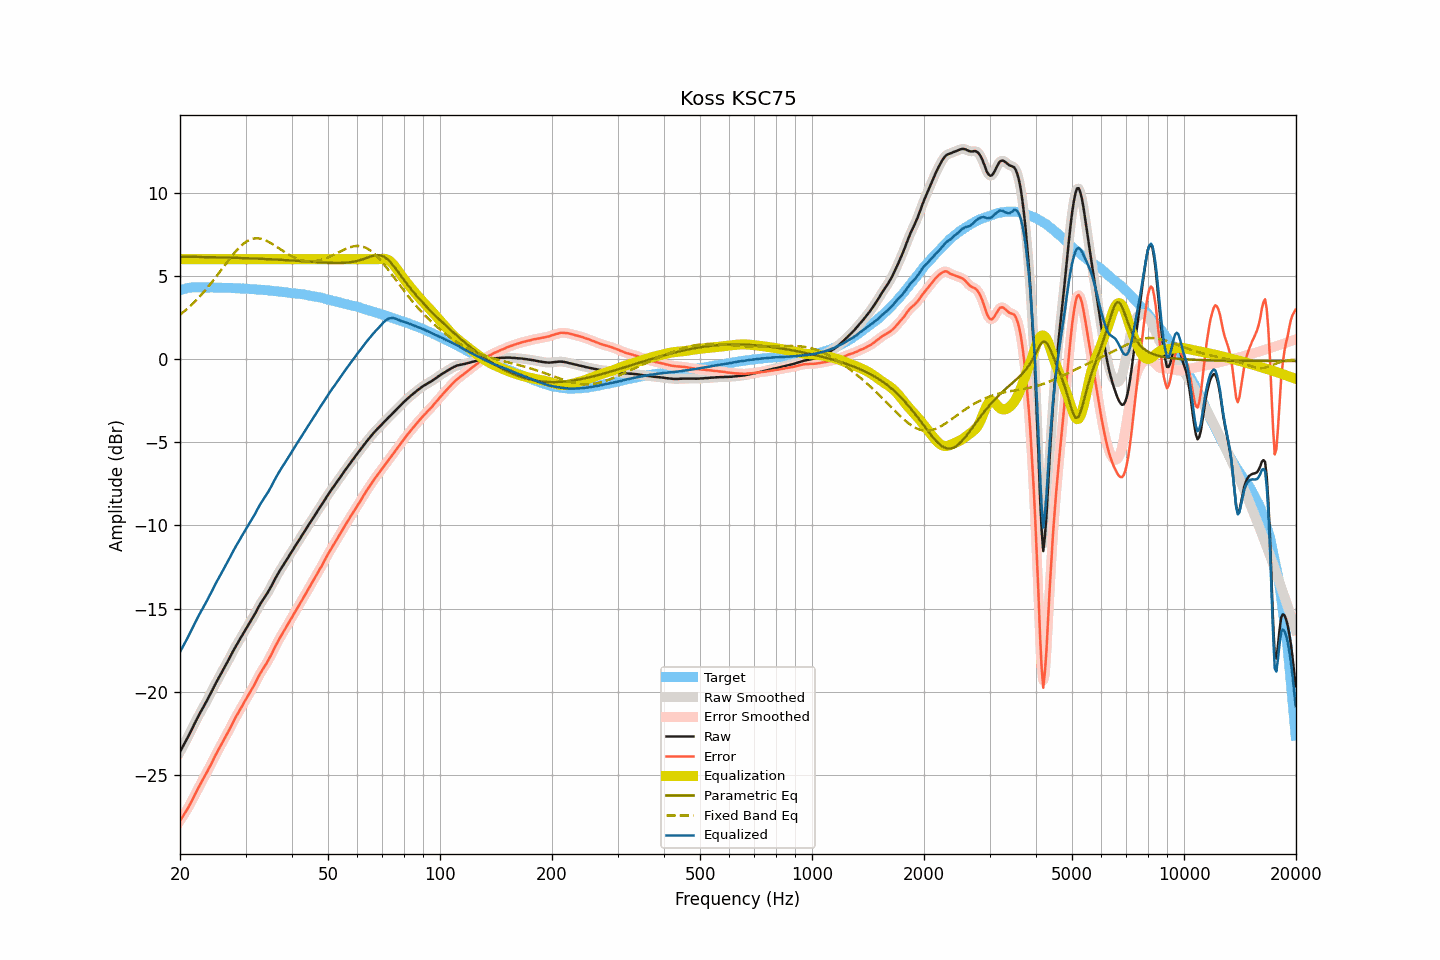 Koss KSC75
10
5
0
−5
−10
−15
−20
−25
Amplitude (dBr)
Target
Raw Smoothed
Error Smoothed
Raw
Error
Equalization
Parametric Eq
Fixed Band Eq
Equalized
20 50 100 200 500 1000 2000 5000 10000 20000
Frequency (Hz)